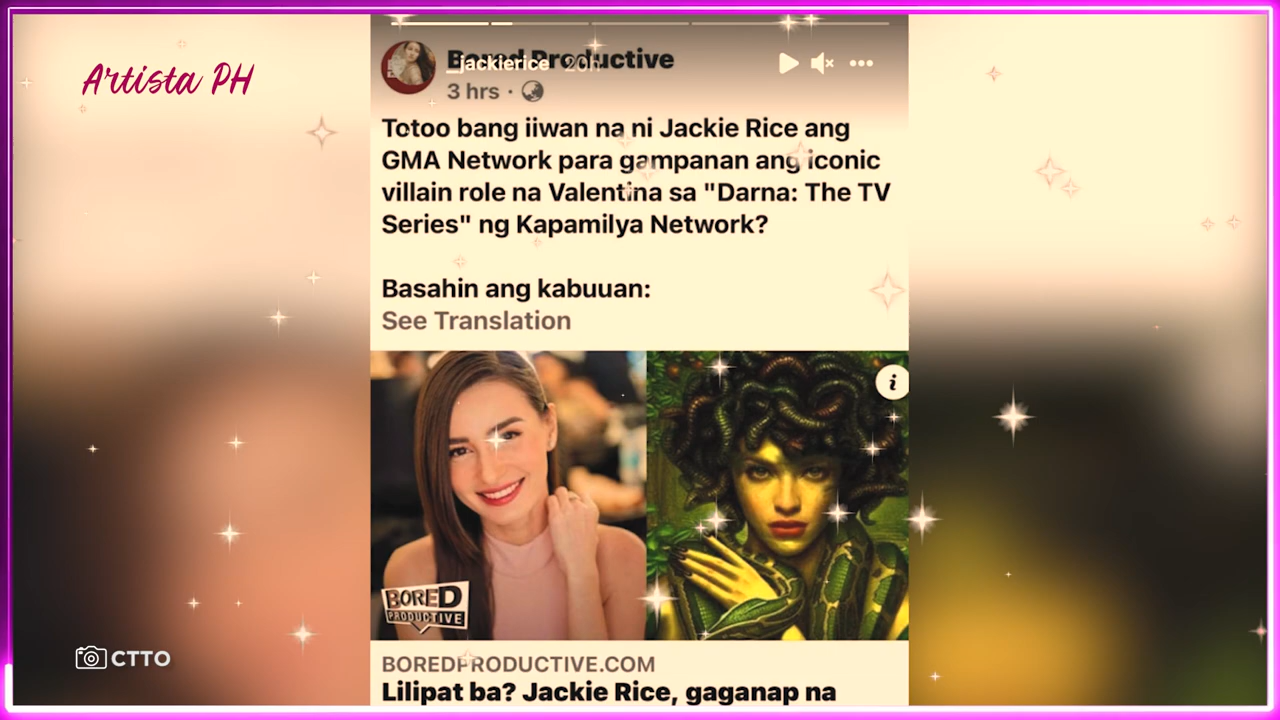 Artista PH
Bored Productive
_jackierice 20h
3 hrs ·
Totoo bang iiwan na ni Jackie Rice ang
GMA Network para gampanan ang iconic
villain role na Valentina sa "Darna: The TV
Series" ng Kapamilya Network?
Basahin ang kabuuan:
See Translation
i
BORED
PRODUCTIVE
CTTO
BOREDPRODUCTIVE.COM
Lilipat ba? Jackie Rice, gaganap na